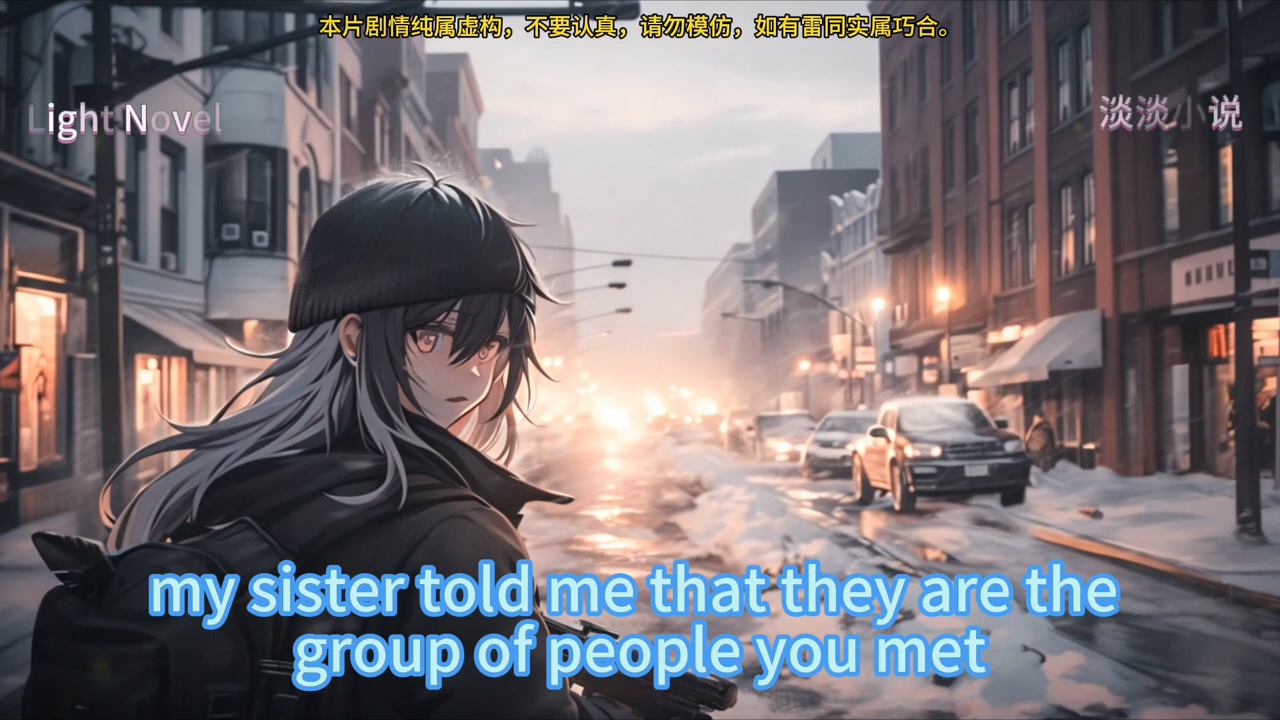 本片剧情纯属虚构，不要认真，请勿模仿，如有雷同实属巧合。
Light Novel
淡淡小说
my sister told me that they are the
group of people you met